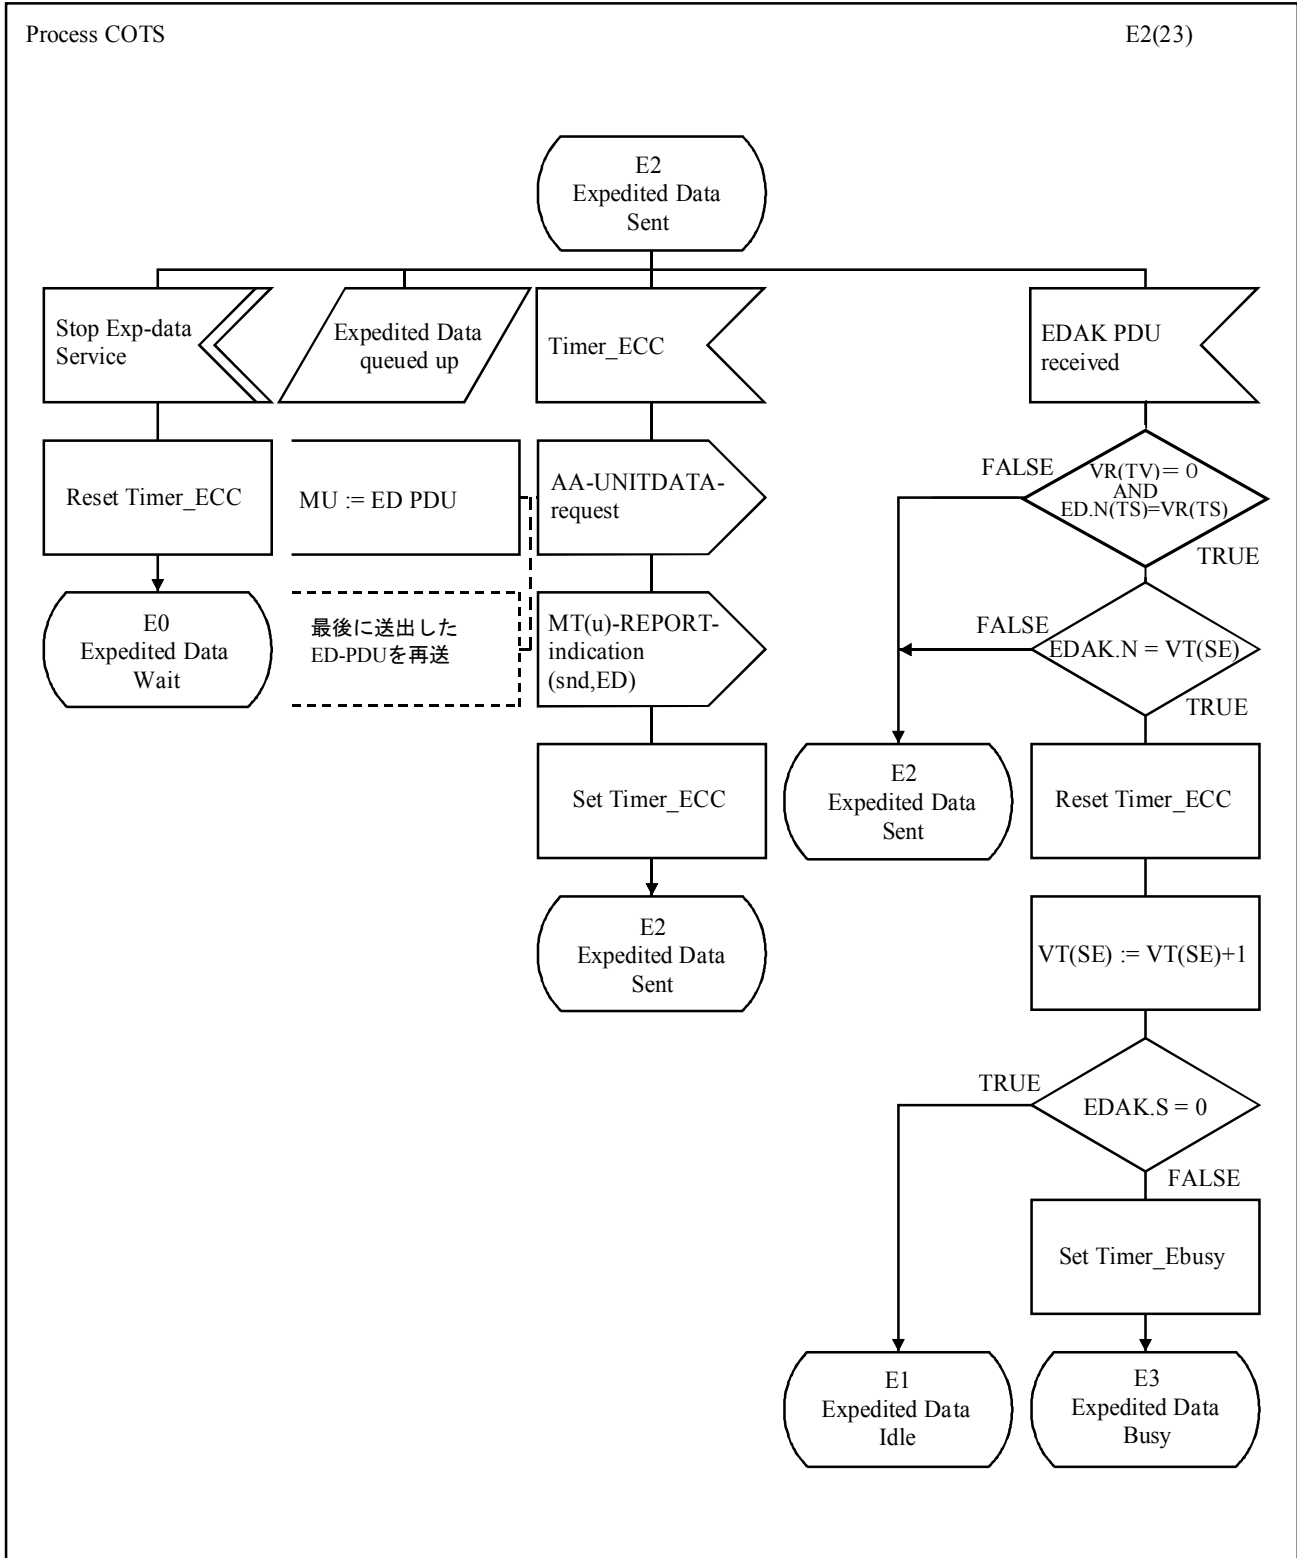 Process COTS
E2(23)
E2
Expedited Data
Sent
Stop Exp-data
Service
Expedited Data
queued up
Timer_ECC
EDAK PDU
received
Reset Timer_ECC
MU := ED PDU
AA-UNITDATA-
request
FALSE
VR(TV)= 0
AND
ED.N(TS)=VR(TS)
TRUE
E0
Expedited Data
Wait
最後に送出した
ED-PDUを再送
MT(u)-REPORT-
indication
(snd,ED)
FALSE
EDAK.N = VT(SE)
TRUE
Set Timer_ECC
E2
Expedited Data
Sent
Reset Timer_ECC
E2
Expedited Data
Sent
VT(SE) := VT(SE)+1
TRUE
EDAK.S = 0
FALSE
Set Timer_Ebusy
E1
Expedited Data
Idle
E3
Expedited Data
Busy